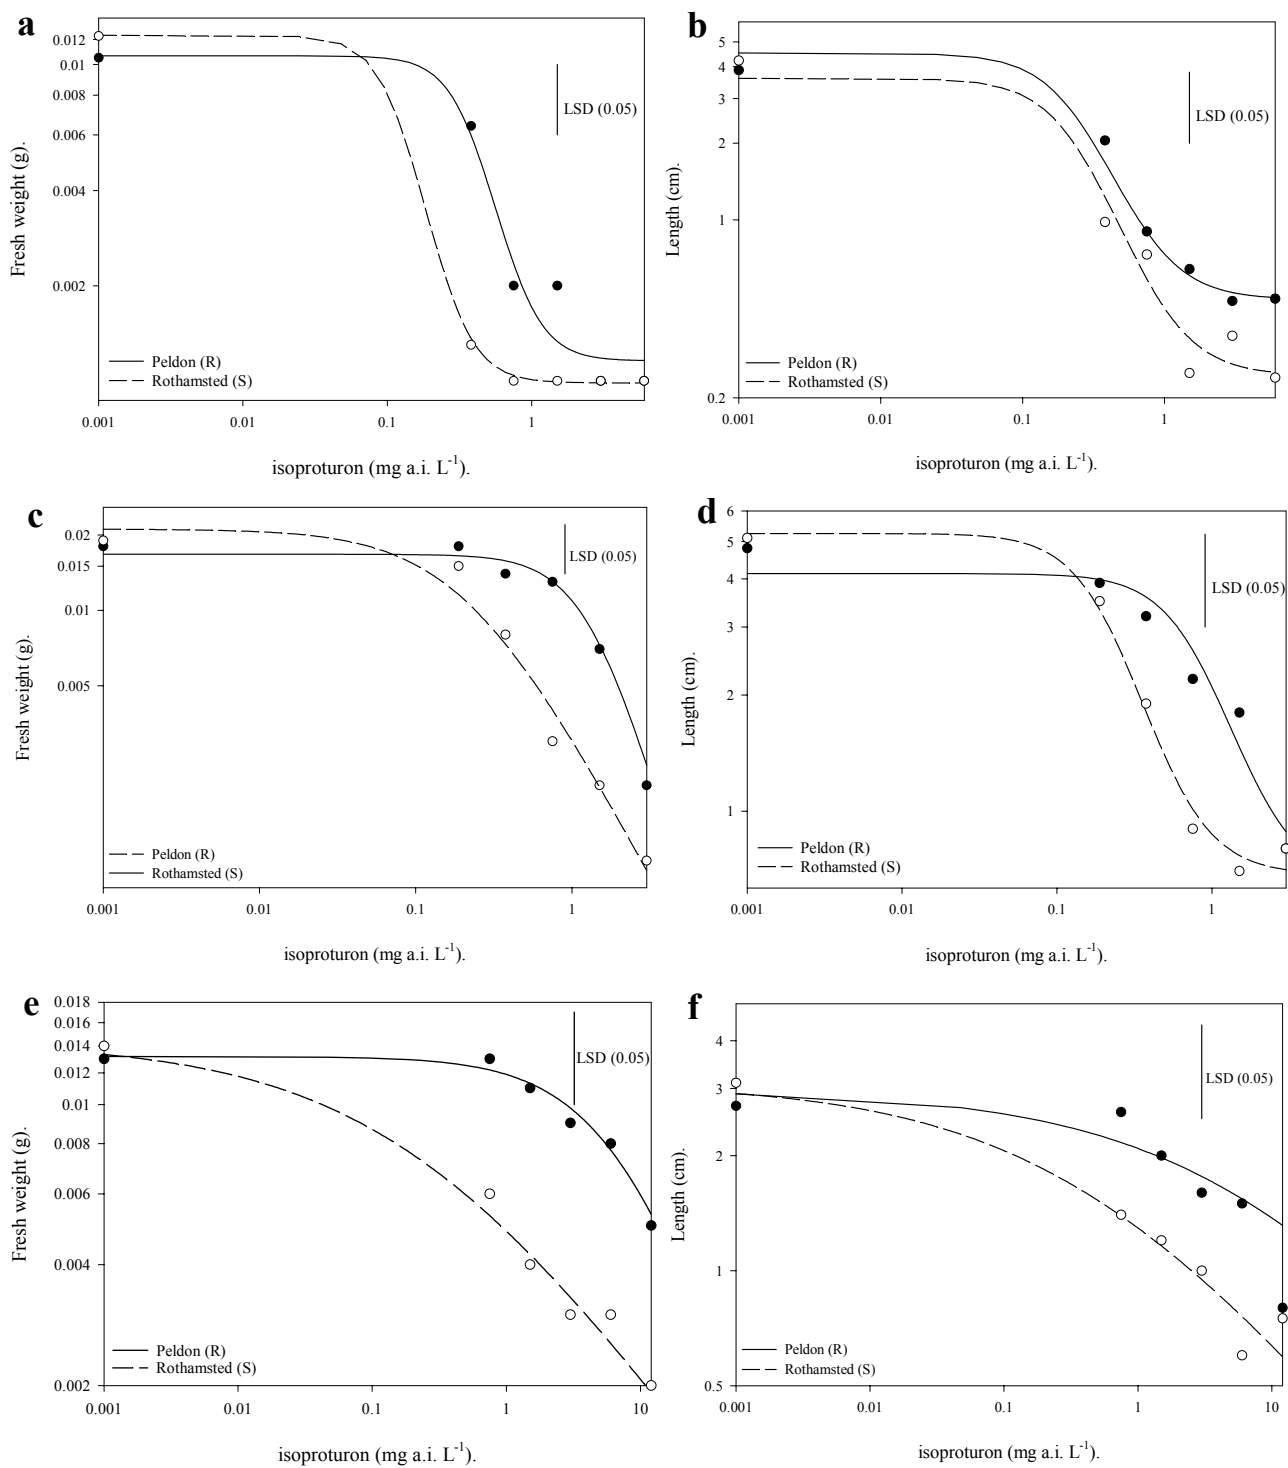 a
0.012
0.01
0.008
0.006
0.004
0.002
Fresh weight (g).
LSD (0.05)
Peldon (R)
Rothamsted (S)
0.001
0.01
0.1
1
isoproturon (mg a.i. L-1).
b
5
4
3
2
1
0.2
Length (cm).
LSD (0.05)
Peldon (R)
Rothamsted (S)
0.001
0.01
0.1
1
isoproturon (mg a.i. L-1).
c
0.02
0.015
0.01
0.005
Fresh weight (g).
LSD (0.05)
Peldon (R)
Rothamsted (S)
0.001
0.01
0.1
1
isoproturon (mg a.i. L-1).
d
6
5
4
3
2
1
Length (cm).
LSD (0.05)
Peldon (R)
Rothamsted (S)
0.001
0.01
0.1
1
isoproturon (mg a.i. L-1).
e
0.018
0.016
0.014
0.012
0.01
0.008
0.006
0.004
0.002
Fresh weight (g).
LSD (0.05)
Peldon (R)
Rothamsted (S)
0.001
0.01
0.1
1
10
isoproturon (mg a.i. L-1).
f
4
3
2
1
0.5
Length (cm).
LSD (0.05)
Peldon (R)
Rothamsted (S)
0.001
0.01
0.1
1
10
isoproturon (mg a.i. L-1).